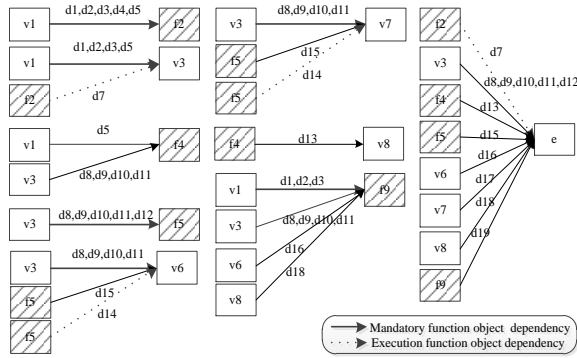 v1
d1,d2,d3,d4,d5
f2
v1
d1,d2,d3,d5
v3
f2
d7
v1
d5
f4
v3
d8,d9,d10,d11
v3
d8,d9,d10,d11,d12
f5
v3
d8,d9,d10,d11
v6
f5
d15
d14
f5
v3
d8,d9,d10,d11
v7
f5
d15
d14
f5
f4
d13
v8
v1
d1,d2,d3
f9
v3
d8,d9,d10,d11
d16
v6
d18
v8
f2
d7
v3
d8,d9,d10,d11,d12
f4
d13
f5
d15
e
d16
v6
d17
v7
d18
v8
d19
f9
Mandatory function object dependency
Execution function object dependency